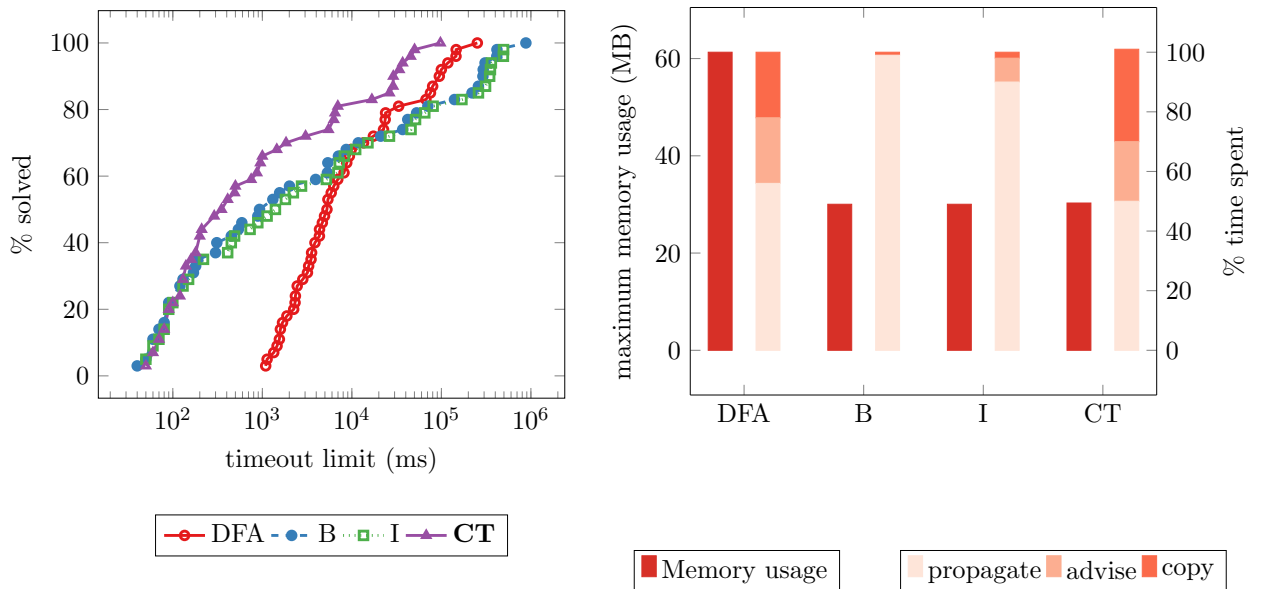 100
80
60
40
20
0
% solved
10^2 10^3 10^4 10^5 10^6
timeout limit (ms)
DFA B I CT
60
40
20
0
maximum memory usage (MB)
100
80
60
40
20
0
% time spent
DFA B I CT
Memory usage
propagate advise copy